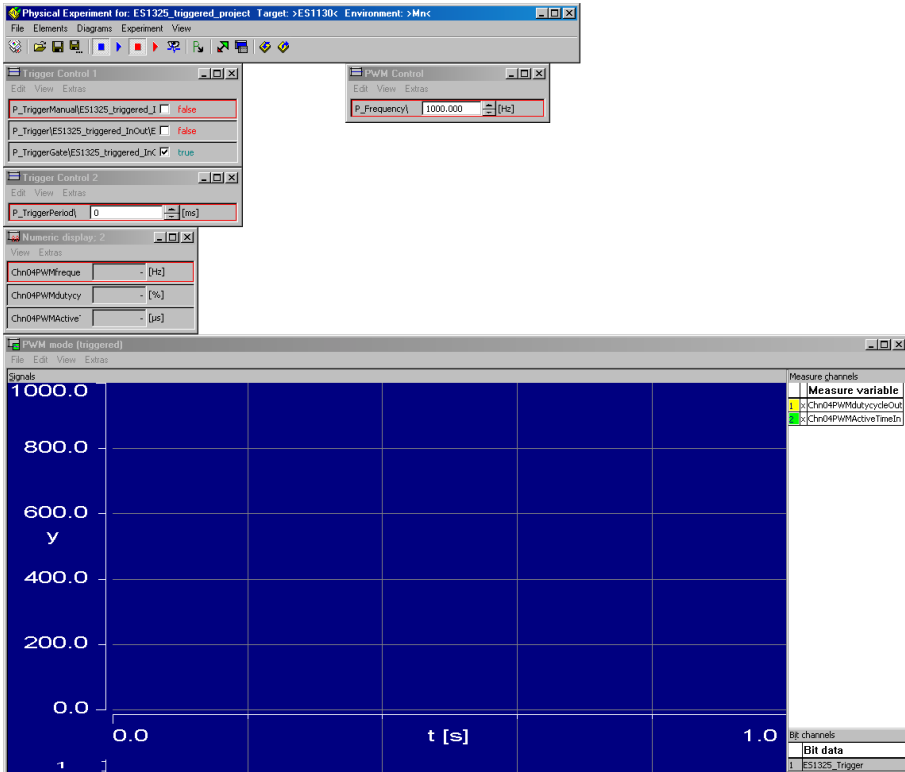 Physical Experiment for: ES1325_triggered_project Target: >ES1130< Environment: >Mn<
File Elements Diagrams Experiment View
Trigger Control 1
Edit View Extras
P_TriggerManual\ES1325_triggered_I false
P_Trigger\ES1325_triggered_InOut\E false
P_TriggerGate\ES1325_triggered_InC true
PWM Control
Edit View Extras
P_Frequency\ 1000.000 [Hz]
Trigger Control 2
Edit View Extras
P_TriggerPeriod\ 0 [ms]
Numeric display; 2
View Extras
Chn04PWMfreque - [Hz]
Chn04PWMdutycy - [%]
Chn04PWMActive - [µs]
PWM mode (triggered)
File Edit View Extras
Signals
1000.0
800.0
600.0
y
400.0
200.0
0.0
0.0 t [s] 1.0
1
Measure channels
Measure variable
1 x Chn04PWMdutycycleOut
2 x Chn04PWMActiveTimeIn
Bit channels
Bit data
1 ES1325_Trigger